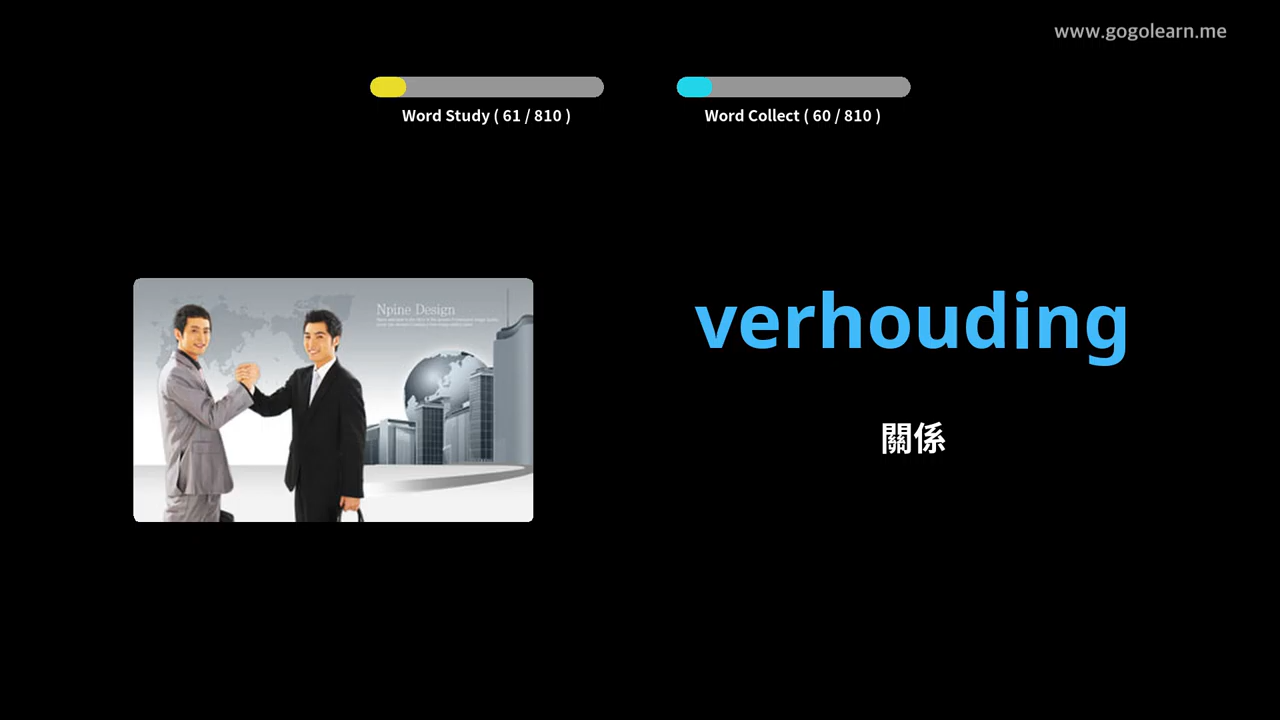 www.gogolearn.me
Word Study ( 61 / 810 )
Word Collect ( 60 / 810 )
Npine Design
verhouding
關係